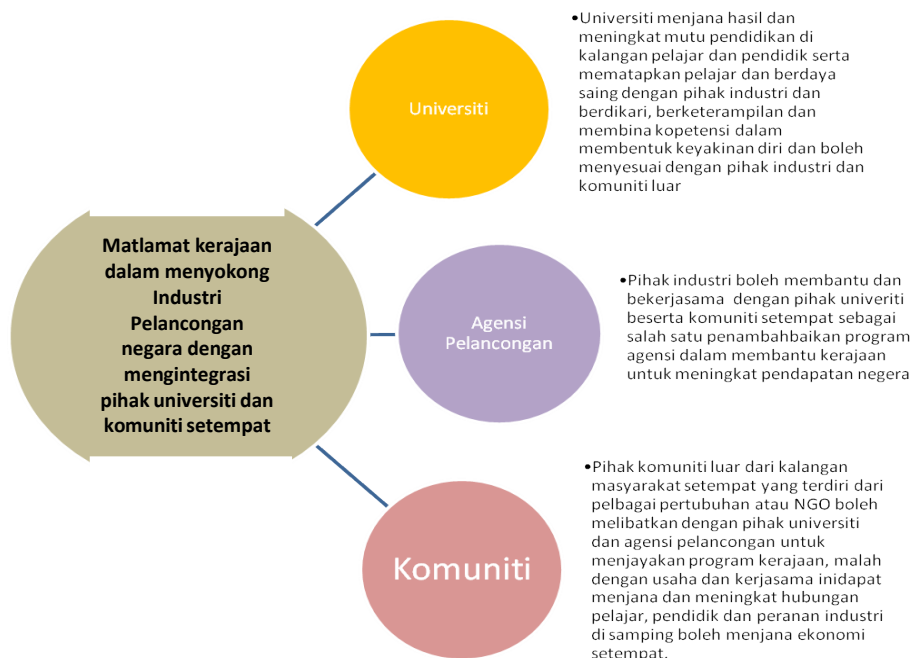 Matlamat kerajaan
dalam menyokong
Industri
Pelancongan
negara dengan
mengintegrasi
pihak universiti dan
komuniti setempat
Universiti
•Universiti menjana hasil dan
meningkat mutu pendidikan di
kalangan pelajar dan pendidik serta
mematapkan pelajar dan berdaya
saing dengan pihak industri dan
berdikari, berketerampilan dan
membina kopetensi dalam
membentuk keyakinan diri dan boleh
menyesuai dengan pihak industri dan
komuniti luar
Agensi
Pelancongan
•Pihak industri boleh membantu dan
bekerjasama dengan pihak univeriti
beserta komuniti setempat sebagai
salah satu penambahbaikan program
agensi dalam membantu kerajaan
untuk meningkat pendapatan negera
Komuniti
•Pihak komuniti luar dari kalangan
masyarakat setempat yang terdiri dari
pelbagai pertubuhan atau NGO boleh
melibatkan dengan pihak universiti
dan agensi pelancongan untuk
menjayakan program kerajaan, malah
dengan usaha dan kerjasama inidapat
menjana dan meningkat hubungan
pelajar, pendidik dan peranan industri
di samping boleh menjana ekonomi
setempat.